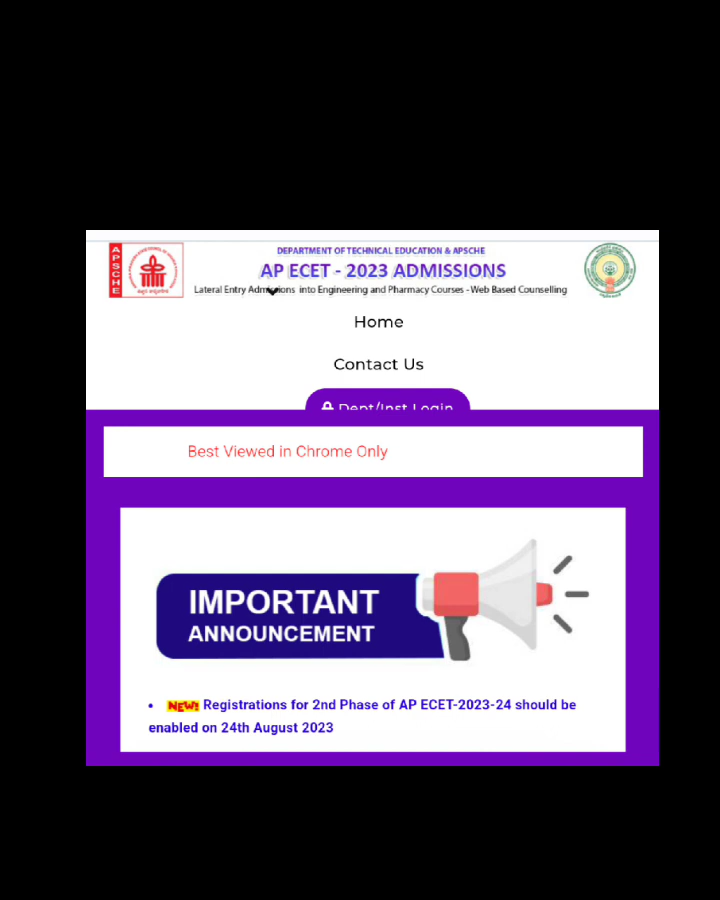 APSCHE
DEPARTMENT OF TECHNICAL EDUCATION & APSCHE
AP ECET - 2023 ADMISSIONS
Lateral Entry Admissions into Engineering and Pharmacy Courses - Web Based Counselling
Home
Contact Us
Dept/Inst Login
Best Viewed in Chrome Only
IMPORTANT
ANNOUNCEMENT
• NEW! Registrations for 2nd Phase of AP ECET-2023-24 should be
enabled on 24th August 2023